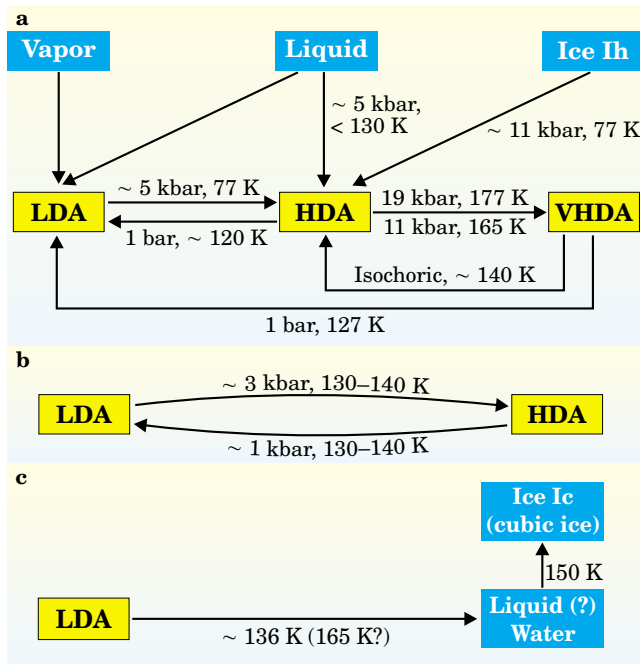 a
Vapor
Liquid
Ice Ih
~ 5 kbar,
< 130 K
~ 11 kbar, 77 K
LDA
~ 5 kbar, 77 K
1 bar, ~ 120 K
HDA
19 kbar, 177 K
11 kbar, 165 K
VHDA
Isochoric, ~ 140 K
1 bar, 127 K
b
~ 3 kbar, 130–140 K
LDA
HDA
~ 1 kbar, 130–140 K
c
Ice Ic
(cubic ice)
150 K
LDA
Liquid (?)
Water
~ 136 K (165 K?)